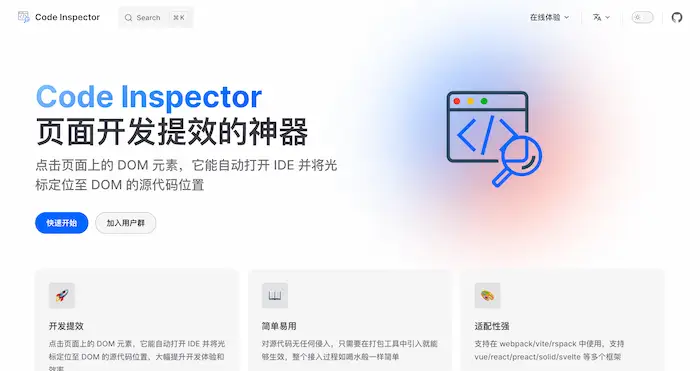 Code Inspector
Search
⌘ K
在线体验
Code Inspector
页面开发提效的神器
点击页面上的 DOM 元素，它能自动打开 IDE 并将光
标定位至 DOM 的源代码位置
快速开始
加入用户群
开发提效
点击页面上的 DOM 元素，它能自动打开 IDE 并将光
标定位至 DOM 的源代码位置，大幅提升开发体验和
效率
简单易用
对源代码无任何侵入，只需要在打包工具中引入就能
够生效，整个接入过程如喝水般一样简单
适配性强
支持在 webpack/vite/rspack 中使用，支持
vue/react/preact/solid/svelte 等多个框架